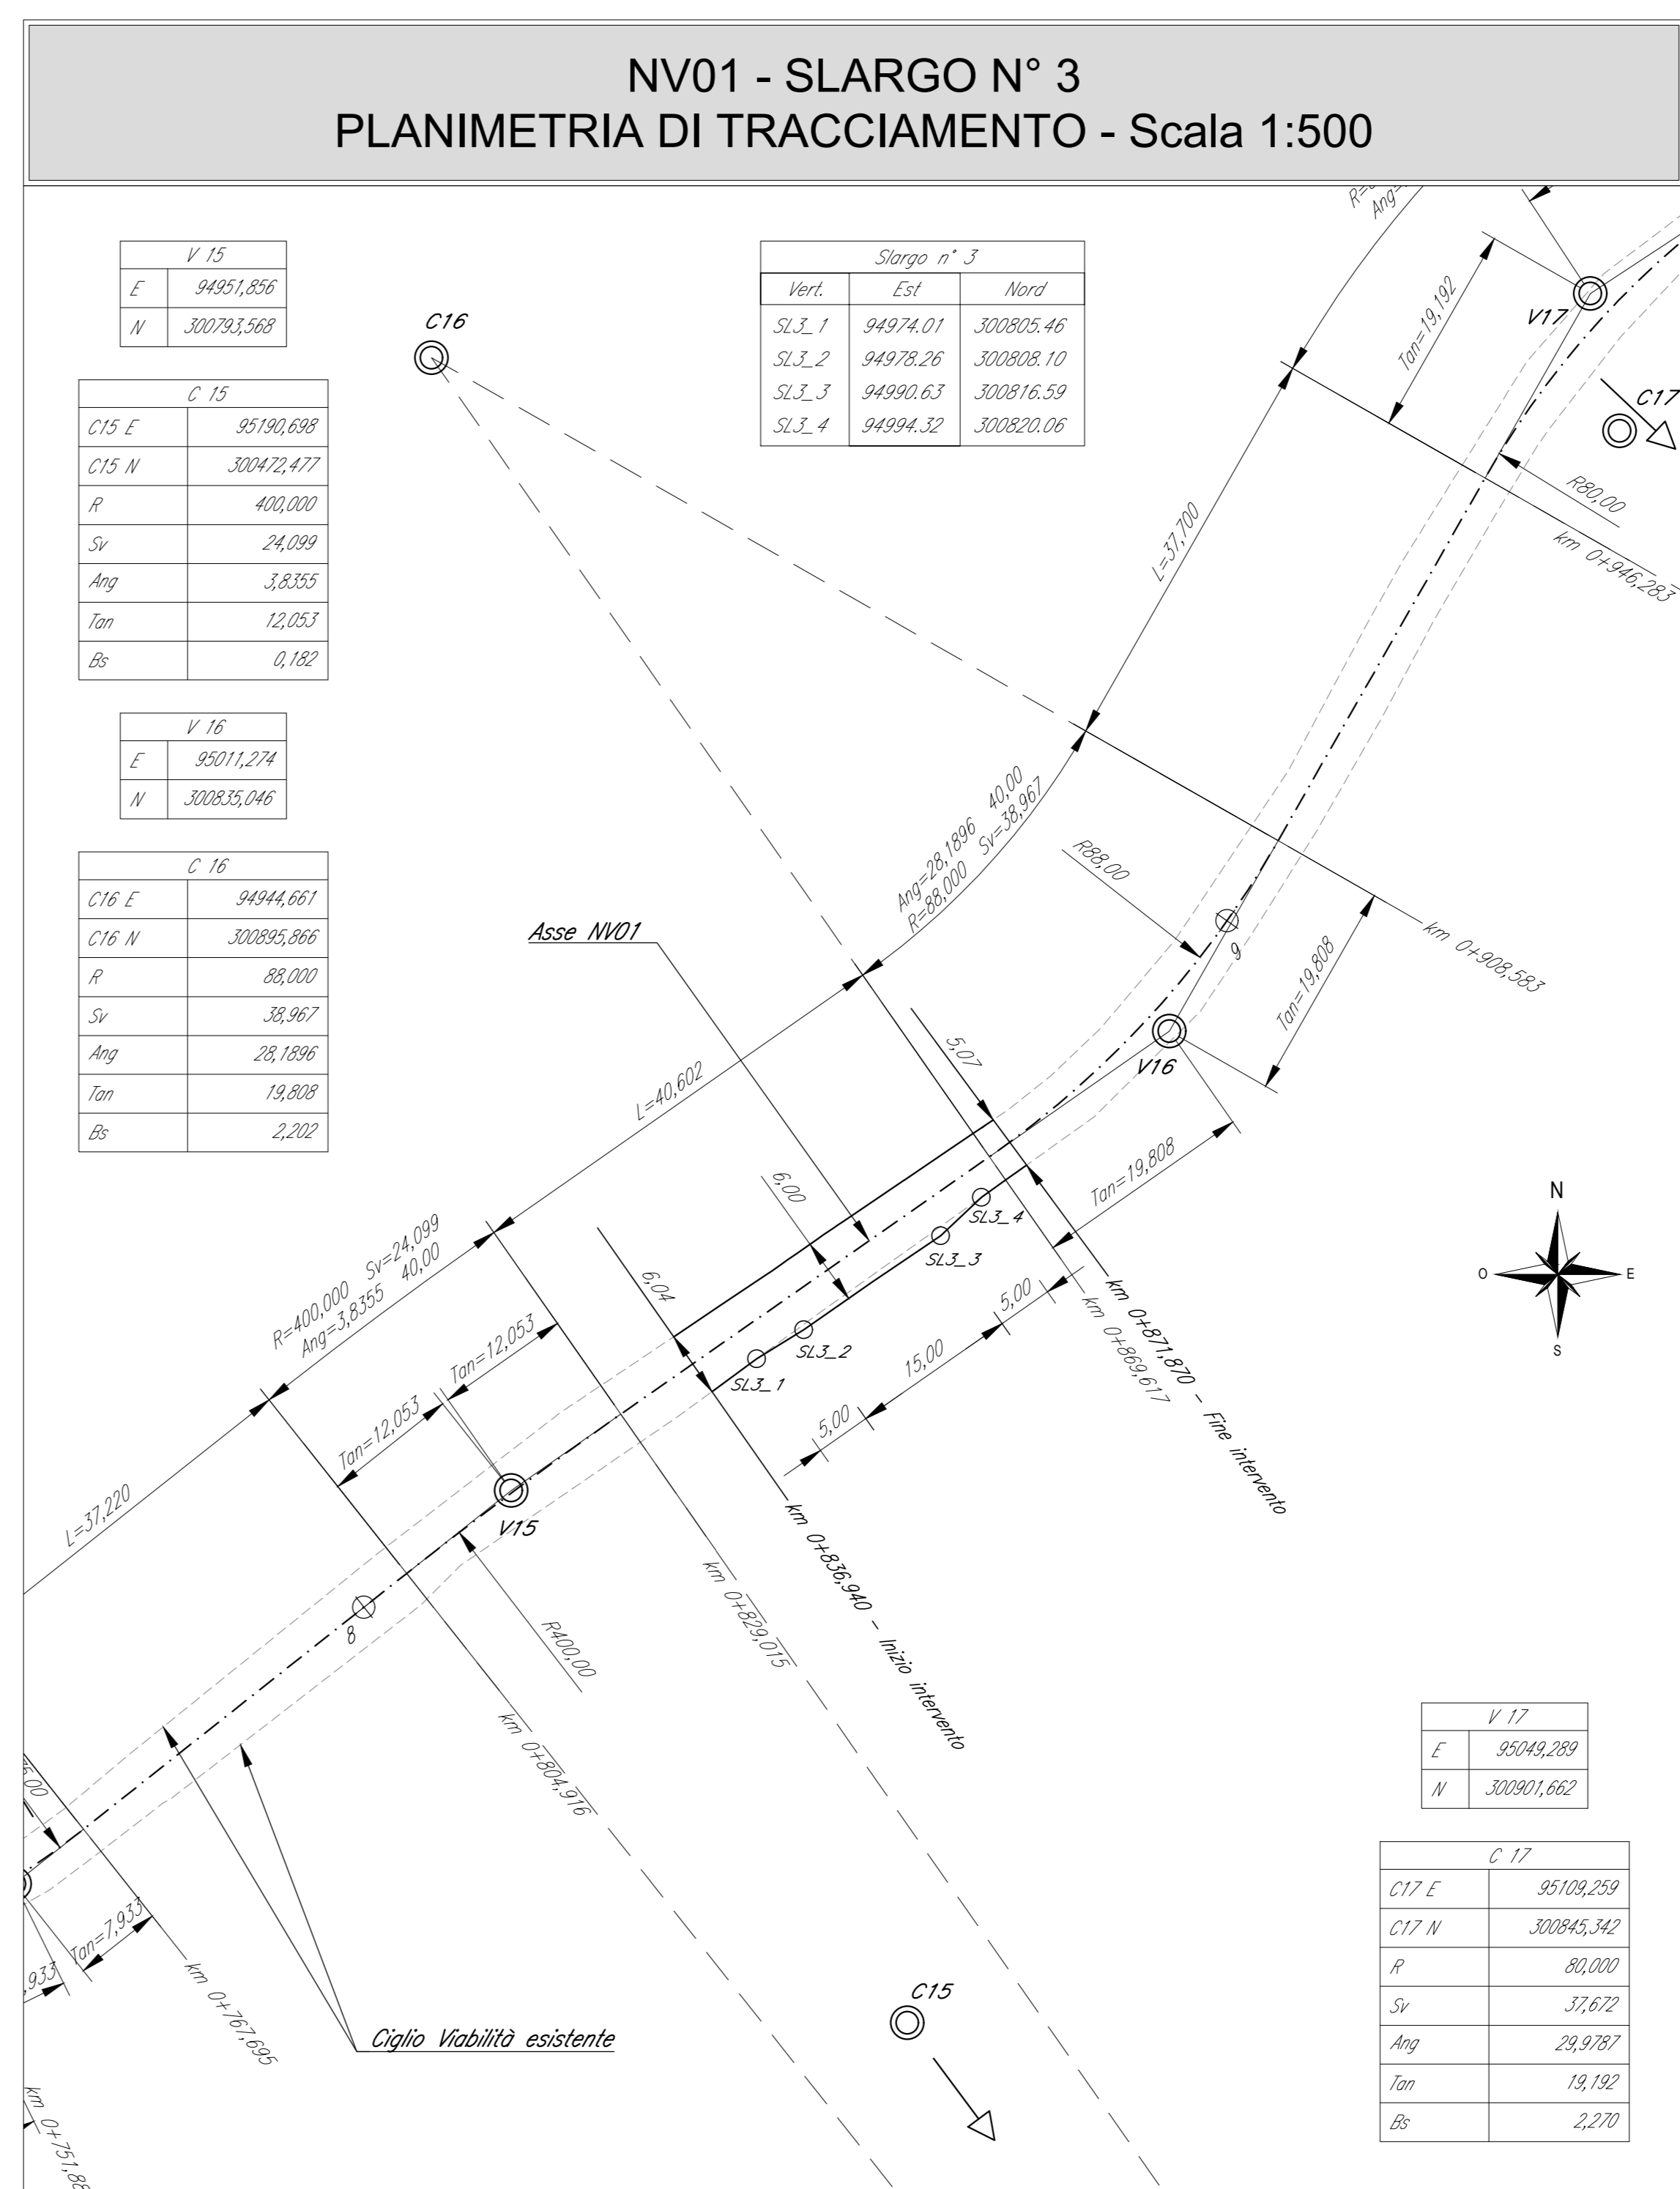 NV01 - SLARGO N° 3
PLANIMETRIA DI TRACCIAMENTO - Scala 1:500
V 15
E 94951,856
N 300793,568
C 15
C15 E 95190,698
C15 N 300472,477
R 400,000
Sv 24,099
Ang 3,8355
Tan 12,053
Bs 0,182
V 16
E 95011,274
N 300835,046
C 16
C16 E 94944,661
C16 N 300895,866
R 88,000
Sv 38,967
Ang 28,1896
Tan 19,808
Bs 2,202
Slargo n° 3
Vert. Est Nord
SL3_1 94974.01 300805.46
SL3_2 94978.26 300808.10
SL3_3 94990.63 300816.59
SL3_4 94994.32 300820.06
C16
Ang=
Tan=19,192
V17
C17
R80,00
km 0+946,283
L=37,700
Ang=28,1896 40,00
R=88,000 Sv=38,967
R88,00
9
km 0+908,583
Tan=19,808
V16
Asse NV01
5,07
L=40,602
6,00
Tan=19,808
SL3_4
SL3_3
SL3_2
SL3_1
6,04
5,00
15,00
5,00
km 0+871,870 - Fine intervento
km 0+869,617
R=400,000 Sv=24,099
Ang=3,8355 40,00
Tan=12,053
Tan=12,053
L=37,220
V15
8
R400,00
km 0+836,940 - Inizio intervento
km 0+829,015
km 0+804,916
N
O
E
S
75,00
Tan=7,933
,933
km 0+767,695
km 0+751,88
Ciglio Viabilità esistente
C15
V 17
E 95049,289
N 300901,662
C 17
C17 E 95109,259
C17 N 300845,342
R 80,000
Sv 37,672
Ang 29,9787
Tan 19,192
Bs 2,270